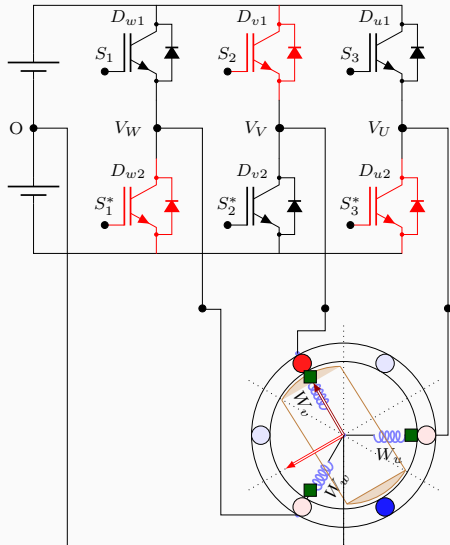 D_{w1} D_{v1} D_{u1}
S_1 S_2 S_3
O V_W V_V V_U
D_{w2} D_{v2} D_{u2}
S_1^* S_2^* S_3^*
W_v
W_u
W_w